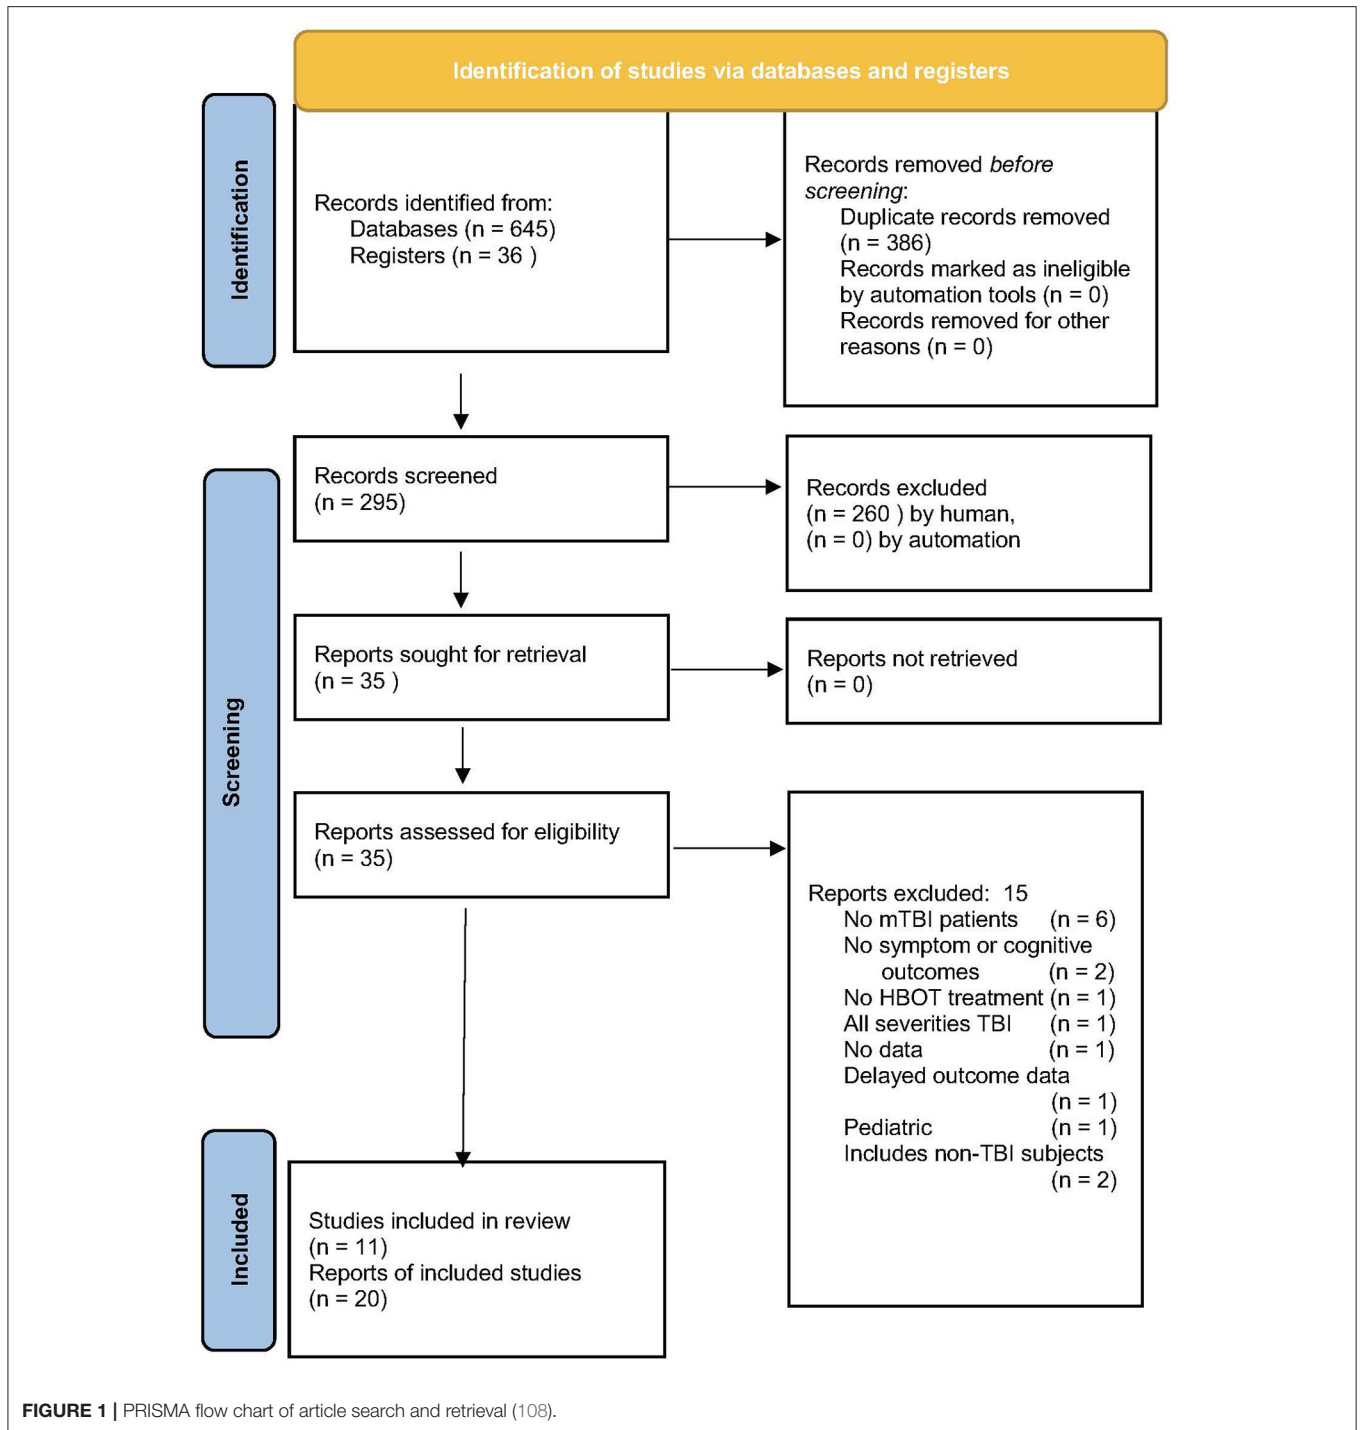 Identification of studies via databases and registers
Identification
Records identified from:
Databases (n = 645)
Registers (n = 36 )
Records removed before
screening:
Duplicate records removed
(n = 386)
Records marked as ineligible
by automation tools (n = 0)
Records removed for other
reasons (n = 0)
Screening
Records screened
(n = 295)
Records excluded
(n = 260 ) by human,
(n = 0) by automation
Reports sought for retrieval
(n = 35 )
Reports not retrieved
(n = 0)
Reports assessed for eligibility
(n = 35)
Reports excluded: 15
No mTBI patients (n = 6)
No symptom or cognitive
outcomes (n = 2)
No HBOT treatment (n = 1)
All severities TBI (n = 1)
No data (n = 1)
Delayed outcome data
(n = 1)
Pediatric (n = 1)
Includes non-TBI subjects
(n = 2)
Included
Studies included in review
(n = 11)
Reports of included studies
(n = 20)
FIGURE 1 | PRISMA flow chart of article search and retrieval (108).